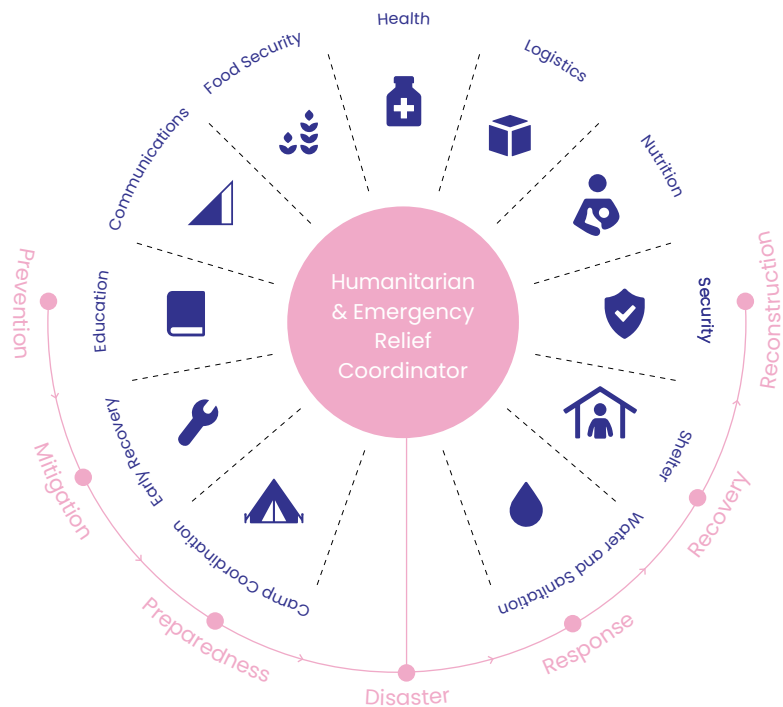 Health
Logistics
Nutrition
Security
Shelter
Water and Sanitation
Camp Coordination
Early Recovery
Education
Communications
Food Security
Humanitarian
& Emergency
Relief
Coordinator
Prevention
Mitigation
Preparedness
Disaster
Response
Recovery
Reconstruction